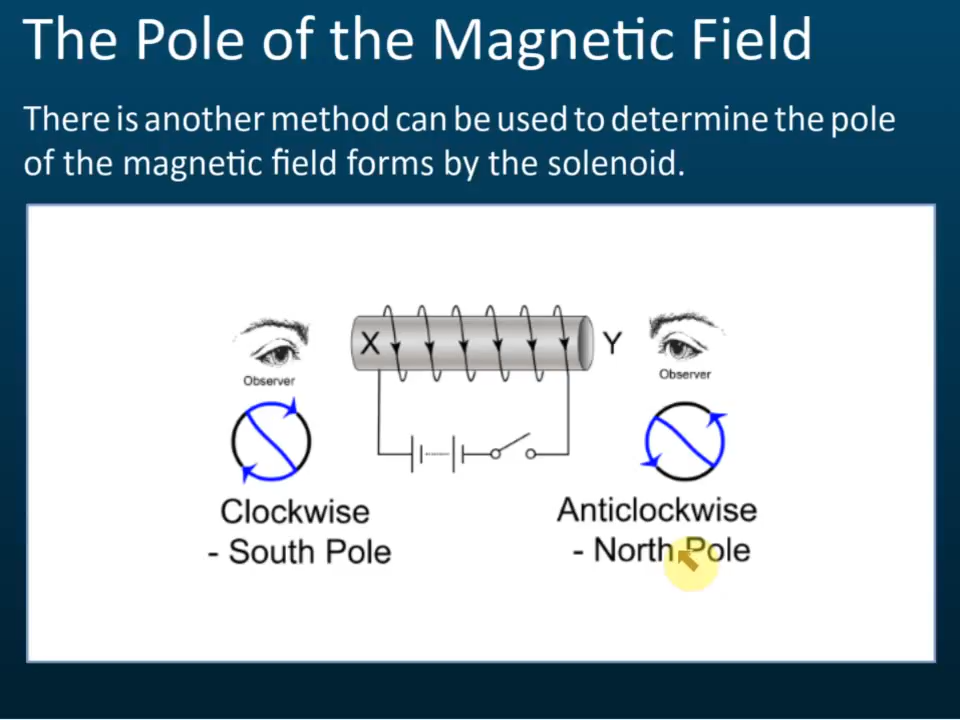 The Pole of the Magnetic Field
There is another method can be used to determine the pole
of the magnetic field forms by the solenoid.
X
Y
Observer
Observer
Clockwise
- South Pole
Anticlockwise
- North Pole